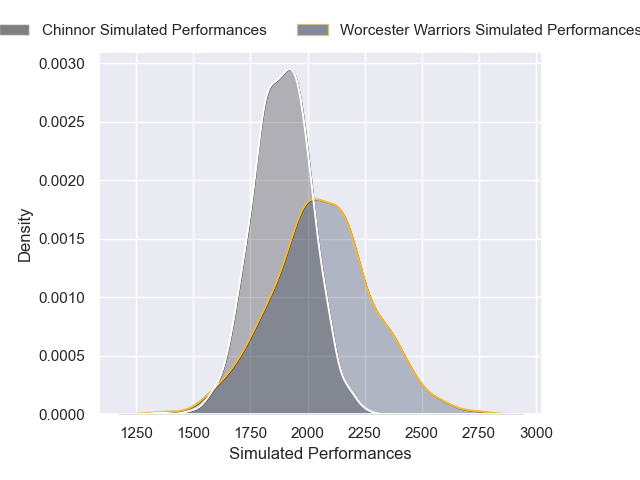 Chinnor Simulated Performances
Worcester Warriors Simulated Performances
0.0030
0.0025
0.0020
0.0015
0.0010
0.0005
0.0000
Density
1250 1500 1750 2000 2250 2500 2750 3000
Simulated Performances